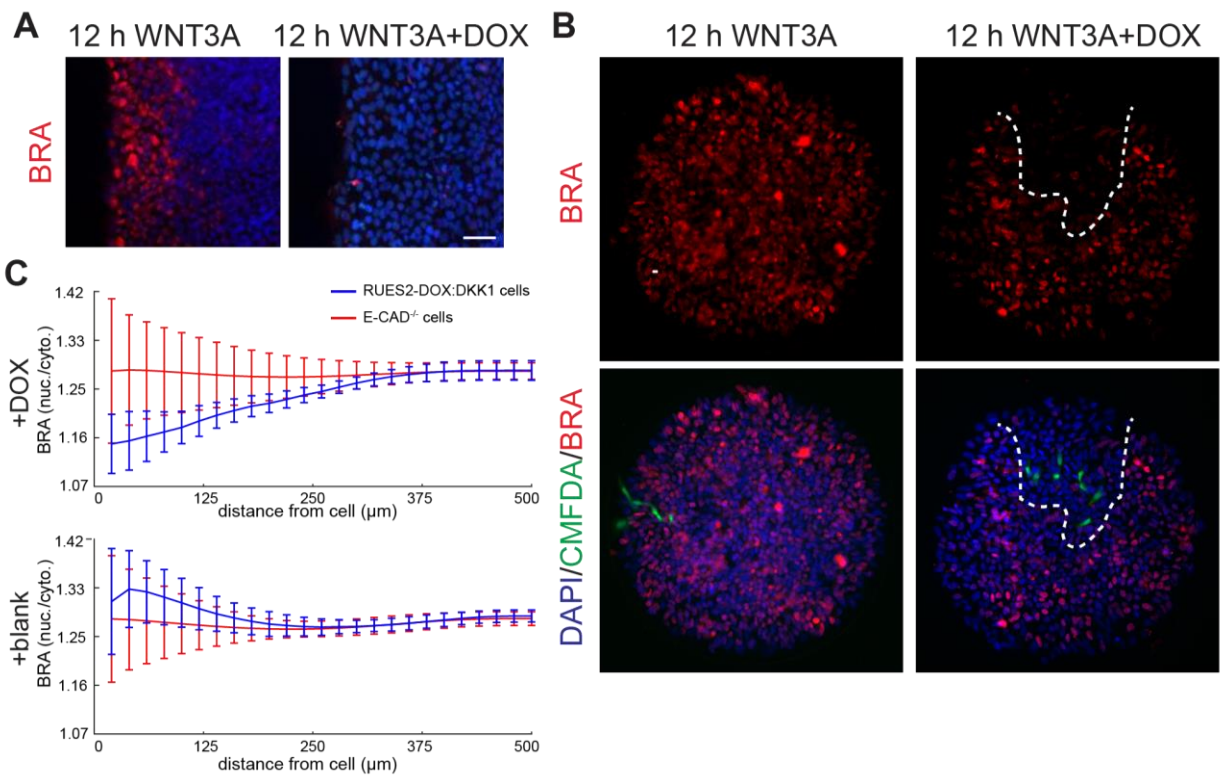 A
12 h WNT3A
12 h WNT3A+DOX
BRA
B
12 h WNT3A
12 h WNT3A+DOX
BRA
DAPI/CMFDA/BRA
C
+DOX
BRA (nuc./cyto.)
1.42
1.33
1.25
1.16
1.07
RUES2-DOX:DKK1 cells
E-CAD-/- cells
0
125
250
375
500
distance from cell (µm)
+blank
BRA (nuc./cyto.)
1.42
1.33
1.25
1.16
1.07
0
125
250
375
500
distance from cell (µm)